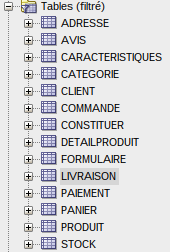 Tables (filtré)
ADRESSE
AVIS
CARACTERISTIQUES
CATEGORIE
CLIENT
COMMANDE
CONSTITUER
DETAILPRODUIT
FORMULAIRE
LIVRAISON
PAIEMENT
PANIER
PRODUIT
STOCK